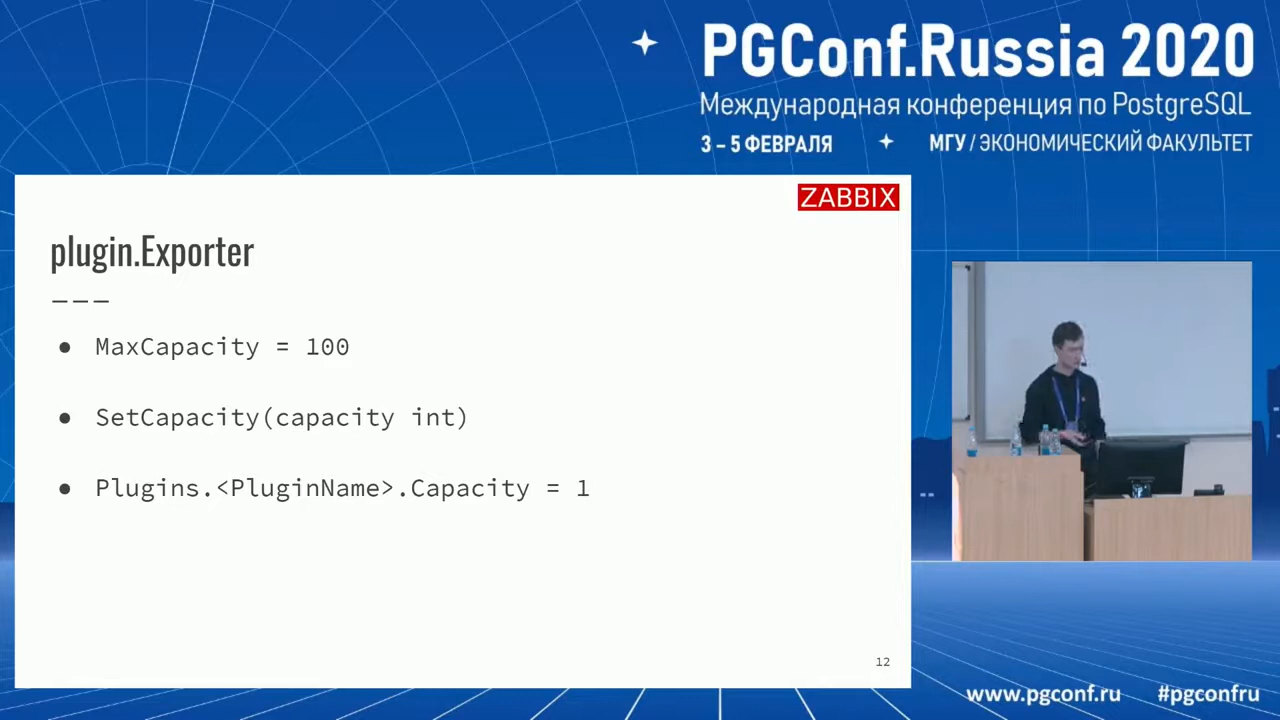 PGConf.Russia 2020
Международная конференция по PostgreSQL
3 – 5 ФЕВРАЛЯ
МГУ / ЭКОНОМИЧЕСКИЙ ФАКУЛЬТЕТ
ZABBIX
plugin.Exporter
———
● MaxCapacity = 100
● SetCapacity(capacity int)
● Plugins.<PluginName>.Capacity = 1
12
www.pgconf.ru #pgconfru